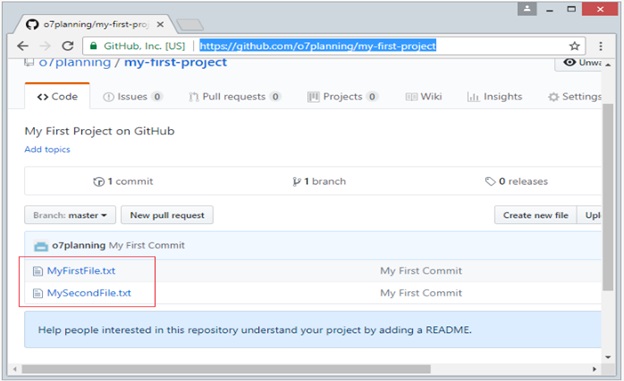 o7planning/my-first-proj
GitHub, Inc. [US] https://github.com/o7planning/my-first-project
o7planning / my-first-project Unwa
Code Issues 0 Pull requests 0 Projects 0 Wiki Insights Settings
My First Project on GitHub
Add topics
1 commit 1 branch 0 releases
Branch: master New pull request Create new file Uplo
o7planning My First Commit
MyFirstFile.txt My First Commit
MySecondFile.txt My First Commit
Help people interested in this repository understand your project by adding a README.